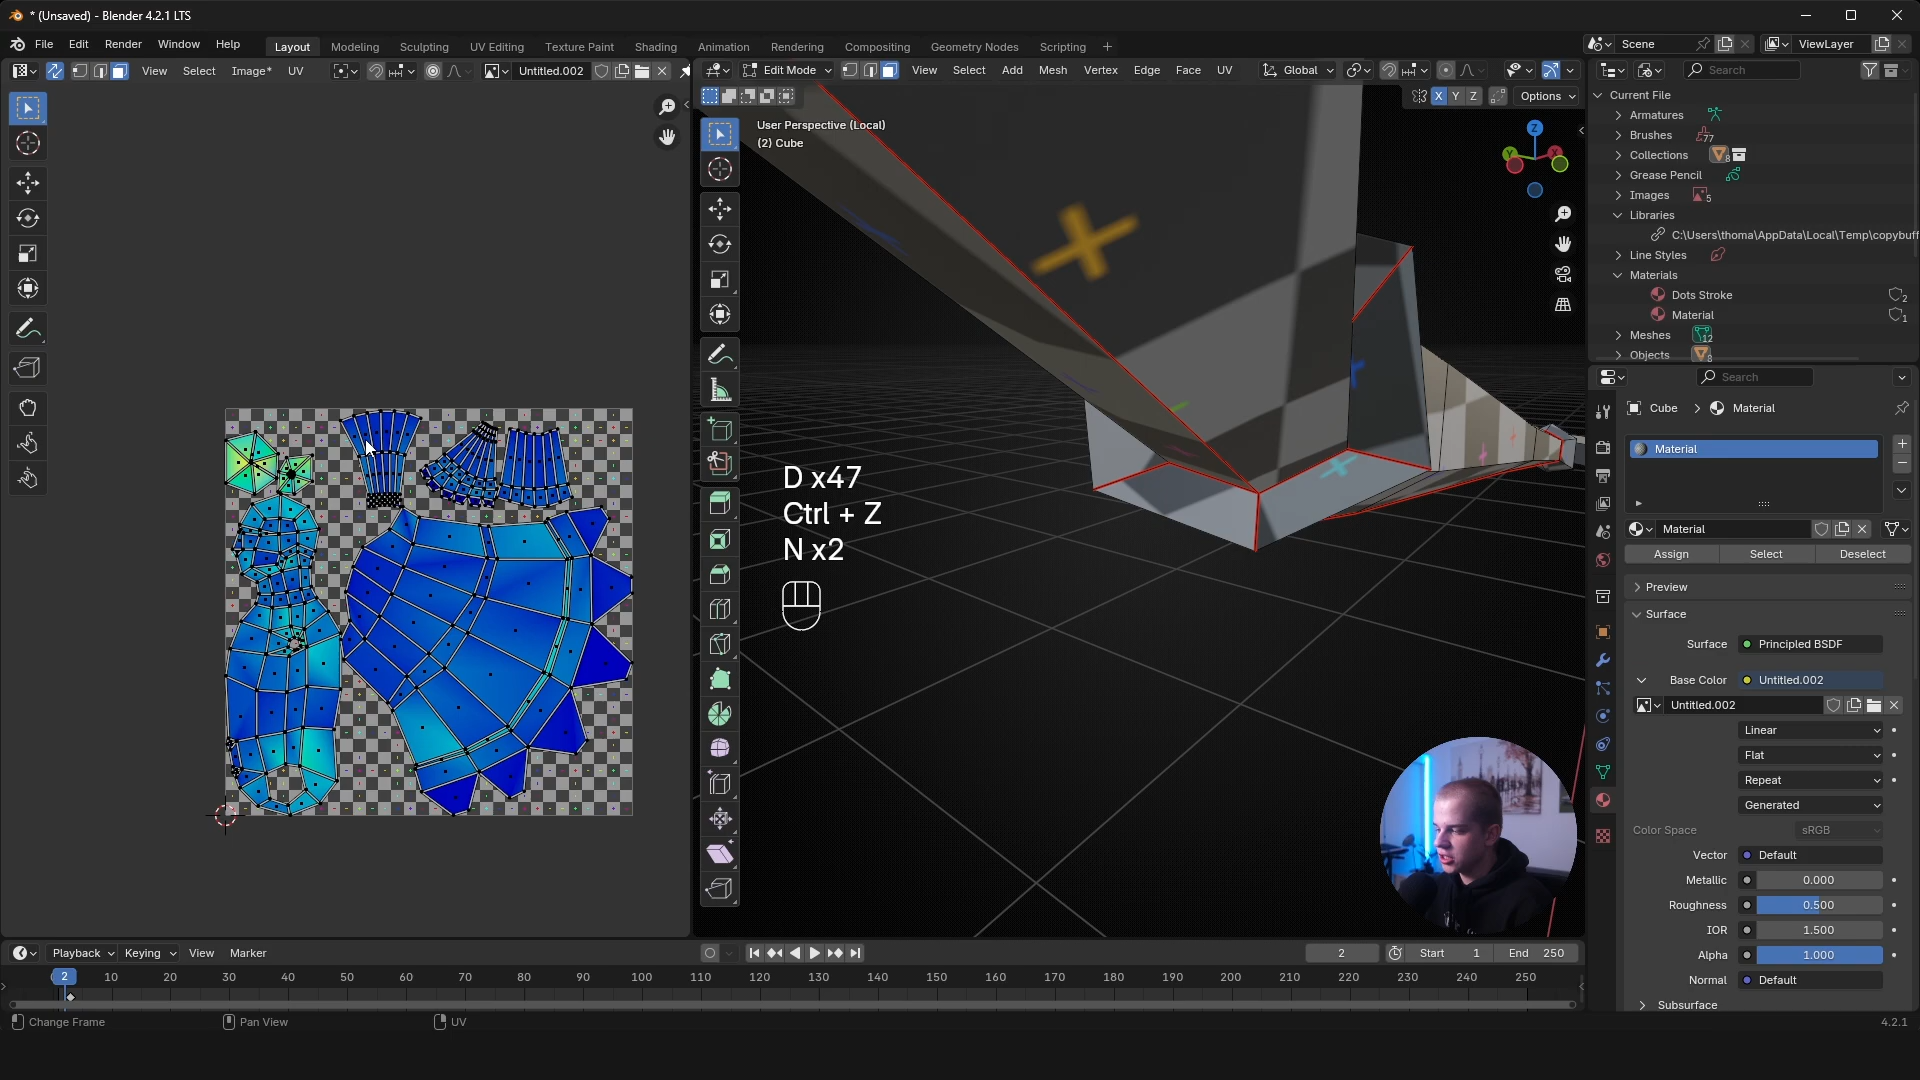 * (Unsaved) - Blender 4.2.1 LTS
File Edit Render Window Help Layout Modeling Sculpting UV Editing Texture Paint Shading Animation Rendering Compositing Geometry Nodes Scripting + Scene ViewLayer
View Select Image* UV Untitled.002 Edit Mode View Select Add Mesh Vertex Edge Face UV Global Search
X Y Z Options
User Perspective (Local)
(2) Cube
Z
Y
X
D x47
Ctrl + Z
N x2
Current File
Armatures
Brushes 77
Collections 8
Grease Pencil
Images 5
Libraries
C:\Users\thoma\AppData\Local\Temp\copybuff
Line Styles
Materials
Dots Stroke 2
Material 1
Meshes 12
Objects 8
Search
Cube > Material
Material
Material
Assign Select Deselect
Preview
Surface
Surface Principled BSDF
Base Color Untitled.002
Untitled.002
Linear
Flat
Repeat
Generated
Color Space sRGB
Vector Default
Metallic 0.000
Roughness 0.500
IOR 1.500
Alpha 1.000
Normal Default
Subsurface
Playback Keying View Marker 2 Start 1 End 250
2 10 20 30 40 50 60 70 80 90 100 110 120 130 140 150 160 170 180 190 200 210 220 230 240 250
Change Frame Pan View UV 4.2.1